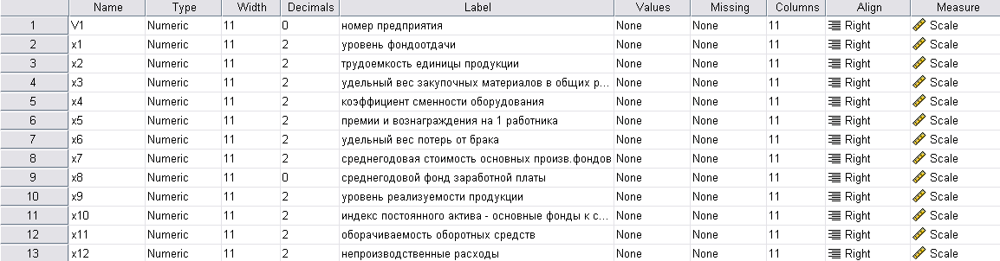 Name Type Width Decimals Label Values Missing Columns Align Measure
1 V1 Numeric 11 0 номер предприятия None None 11 Right Scale
2 x1 Numeric 11 2 уровень фондоотдачи None None 11 Right Scale
3 x2 Numeric 11 2 трудоемкость единицы продукции None None 11 Right Scale
4 x3 Numeric 11 2 удельный вес закупочных материалов в общих р... None None 11 Right Scale
5 x4 Numeric 11 2 коэффициент сменности оборудования None None 11 Right Scale
6 x5 Numeric 11 2 премии и вознаграждения на 1 работника None None 11 Right Scale
7 x6 Numeric 11 2 удельный вес потерь от брака None None 11 Right Scale
8 x7 Numeric 11 2 среднегодовая стоимость основных произв.фондов None None 11 Right Scale
9 x8 Numeric 11 0 среднегодовой фонд заработной платы None None 11 Right Scale
10 x9 Numeric 11 2 уровень реализуемости продукции None None 11 Right Scale
11 x10 Numeric 11 2 индекс постоянного актива - основные фонды к с... None None 11 Right Scale
12 x11 Numeric 11 2 оборачиваемость оборотных средств None None 11 Right Scale
13 x12 Numeric 11 2 непроизводственные расходы None None 11 Right Scale